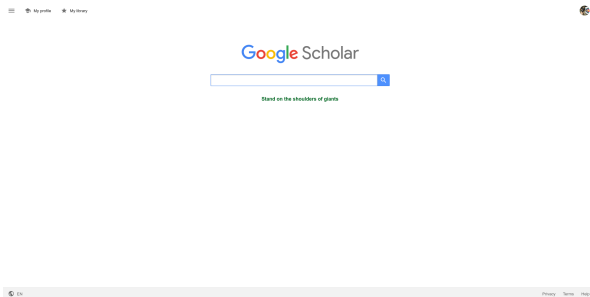 My profile My library
Google Scholar
Stand on the shoulders of giants
EN Privacy Terms Help